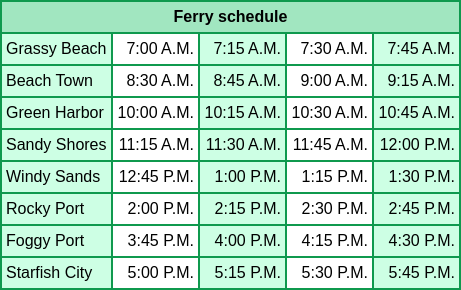 Ferry schedule
Grassy Beach 7:00 A.M. 7:15 A.M. 7:30 A.M. 7:45 A.M.
Beach Town 8:30 A.M. 8:45 A.M. 9:00 A.M. 9:15 A.M.
Green Harbor 10:00 A.M. 10:15 A.M. 10:30 A.M. 10:45 A.M.
Sandy Shores 11:15 A.M. 11:30 A.M. 11:45 A.M. 12:00 P.M.
Windy Sands 12:45 P.M. 1:00 P.M. 1:15 P.M. 1:30 P.M.
Rocky Port 2:00 P.M. 2:15 P.M. 2:30 P.M. 2:45 P.M.
Foggy Port 3:45 P.M. 4:00 P.M. 4:15 P.M. 4:30 P.M.
Starfish City 5:00 P.M. 5:15 P.M. 5:30 P.M. 5:45 P.M.